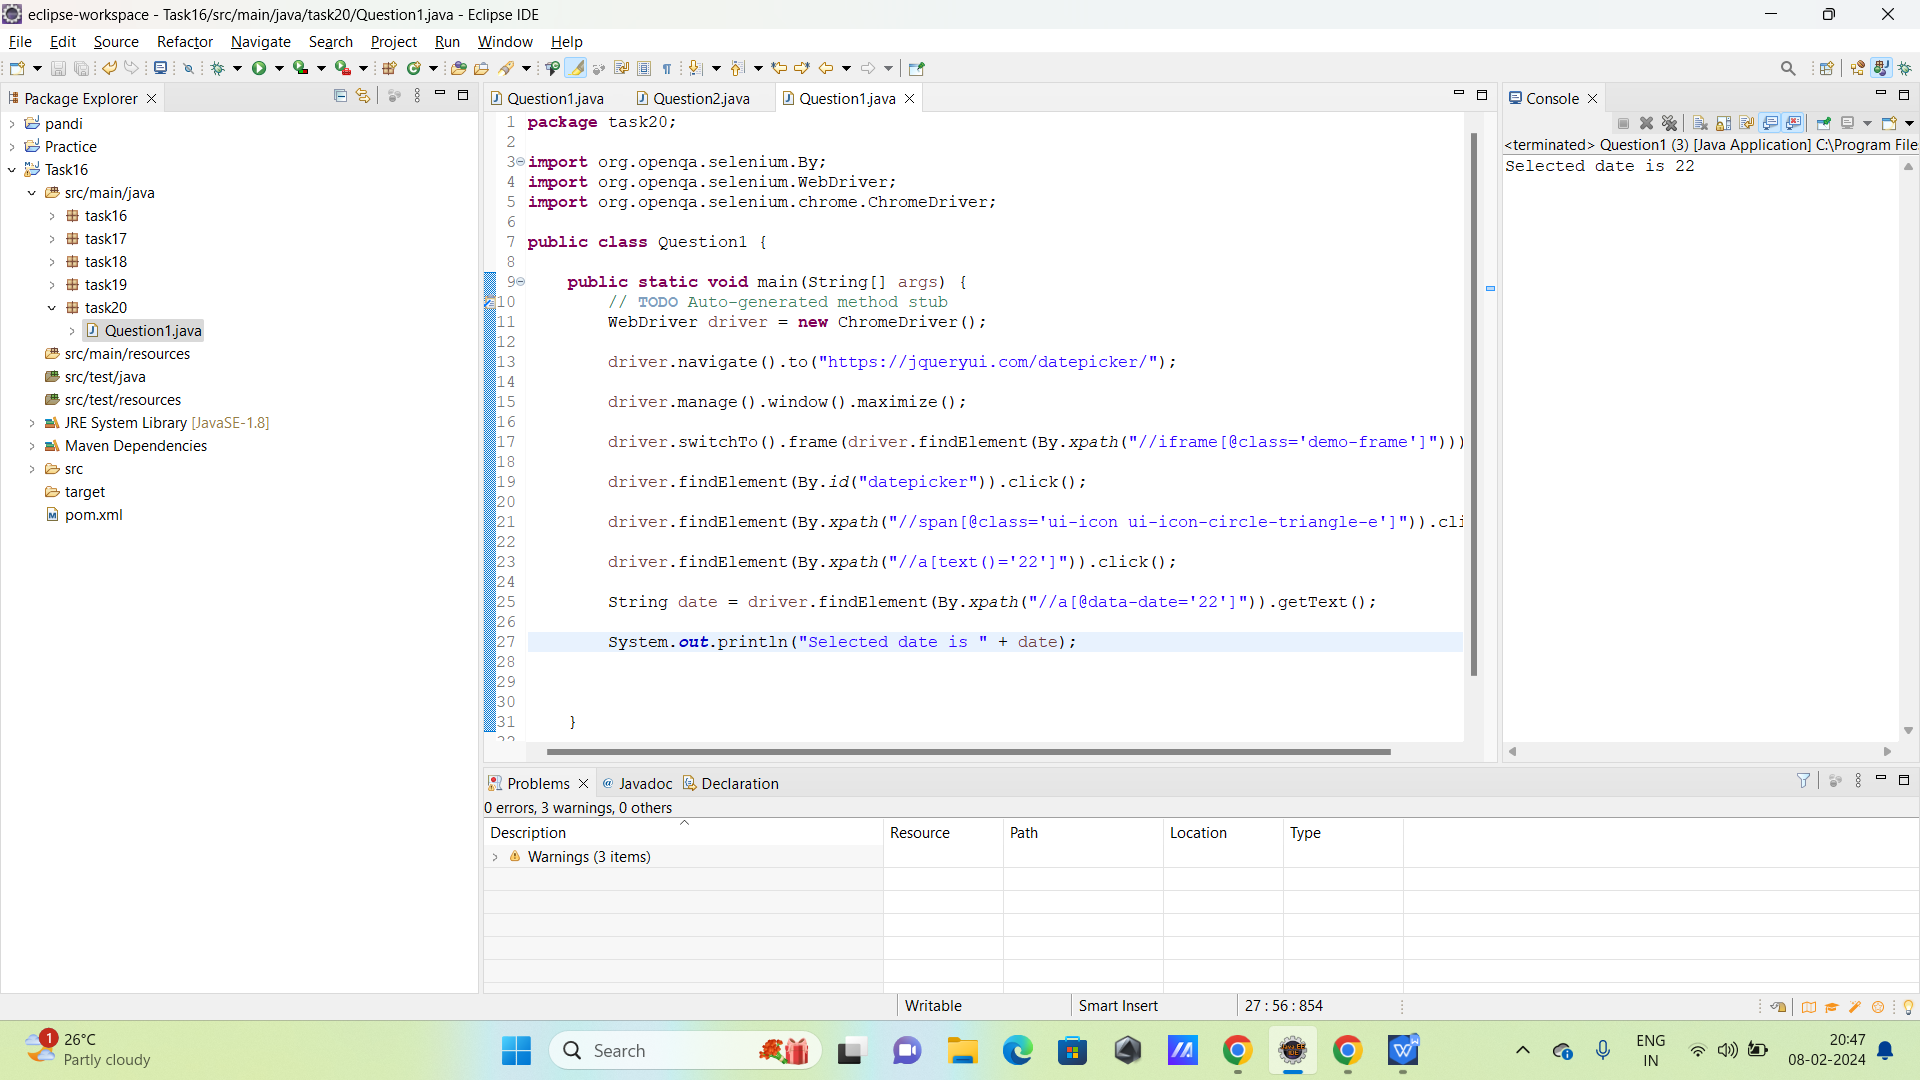 eclipse-workspace - Task16/src/main/java/task20/Question1.java - Eclipse IDE
File Edit Source Refactor Navigate Search Project Run Window Help
Package Explorer
pandi
Practice
Task16
src/main/java
task16
task17
task18
task19
task20
Question1.java
src/main/resources
src/test/java
src/test/resources
JRE System Library [JavaSE-1.8]
Maven Dependencies
src
target
pom.xml
Question1.java Question2.java Question1.java
1 package task20;
2
3 import org.openqa.selenium.By;
4 import org.openqa.selenium.WebDriver;
5 import org.openqa.selenium.chrome.ChromeDriver;
6
7 public class Question1 {
8
9 public static void main(String[] args) {
10 // TODO Auto-generated method stub
11 WebDriver driver = new ChromeDriver();
12
13 driver.navigate().to("https://jqueryui.com/datepicker/");
14
15 driver.manage().window().maximize();
16
17 driver.switchTo().frame(driver.findElement(By.xpath("//iframe[@class='demo-frame']")))
18
19 driver.findElement(By.id("datepicker")).click();
20
21 driver.findElement(By.xpath("//span[@class='ui-icon ui-icon-circle-triangle-e']")).cli
22
23 driver.findElement(By.xpath("//a[text()='22']")).click();
24
25 String date = driver.findElement(By.xpath("//a[@data-date='22']")).getText();
26
27 System.out.println("Selected date is " + date);
28
29
30
31 }
32
Console
<terminated> Question1 (3) [Java Application] C:\Program File
Selected date is 22
Problems @ Javadoc Declaration
0 errors, 3 warnings, 0 others
Description Resource Path Location Type
Warnings (3 items)
Writable Smart Insert 27 : 56 : 854
1 26°C
Partly cloudy
Search
ENG
IN
20:47
08-02-2024